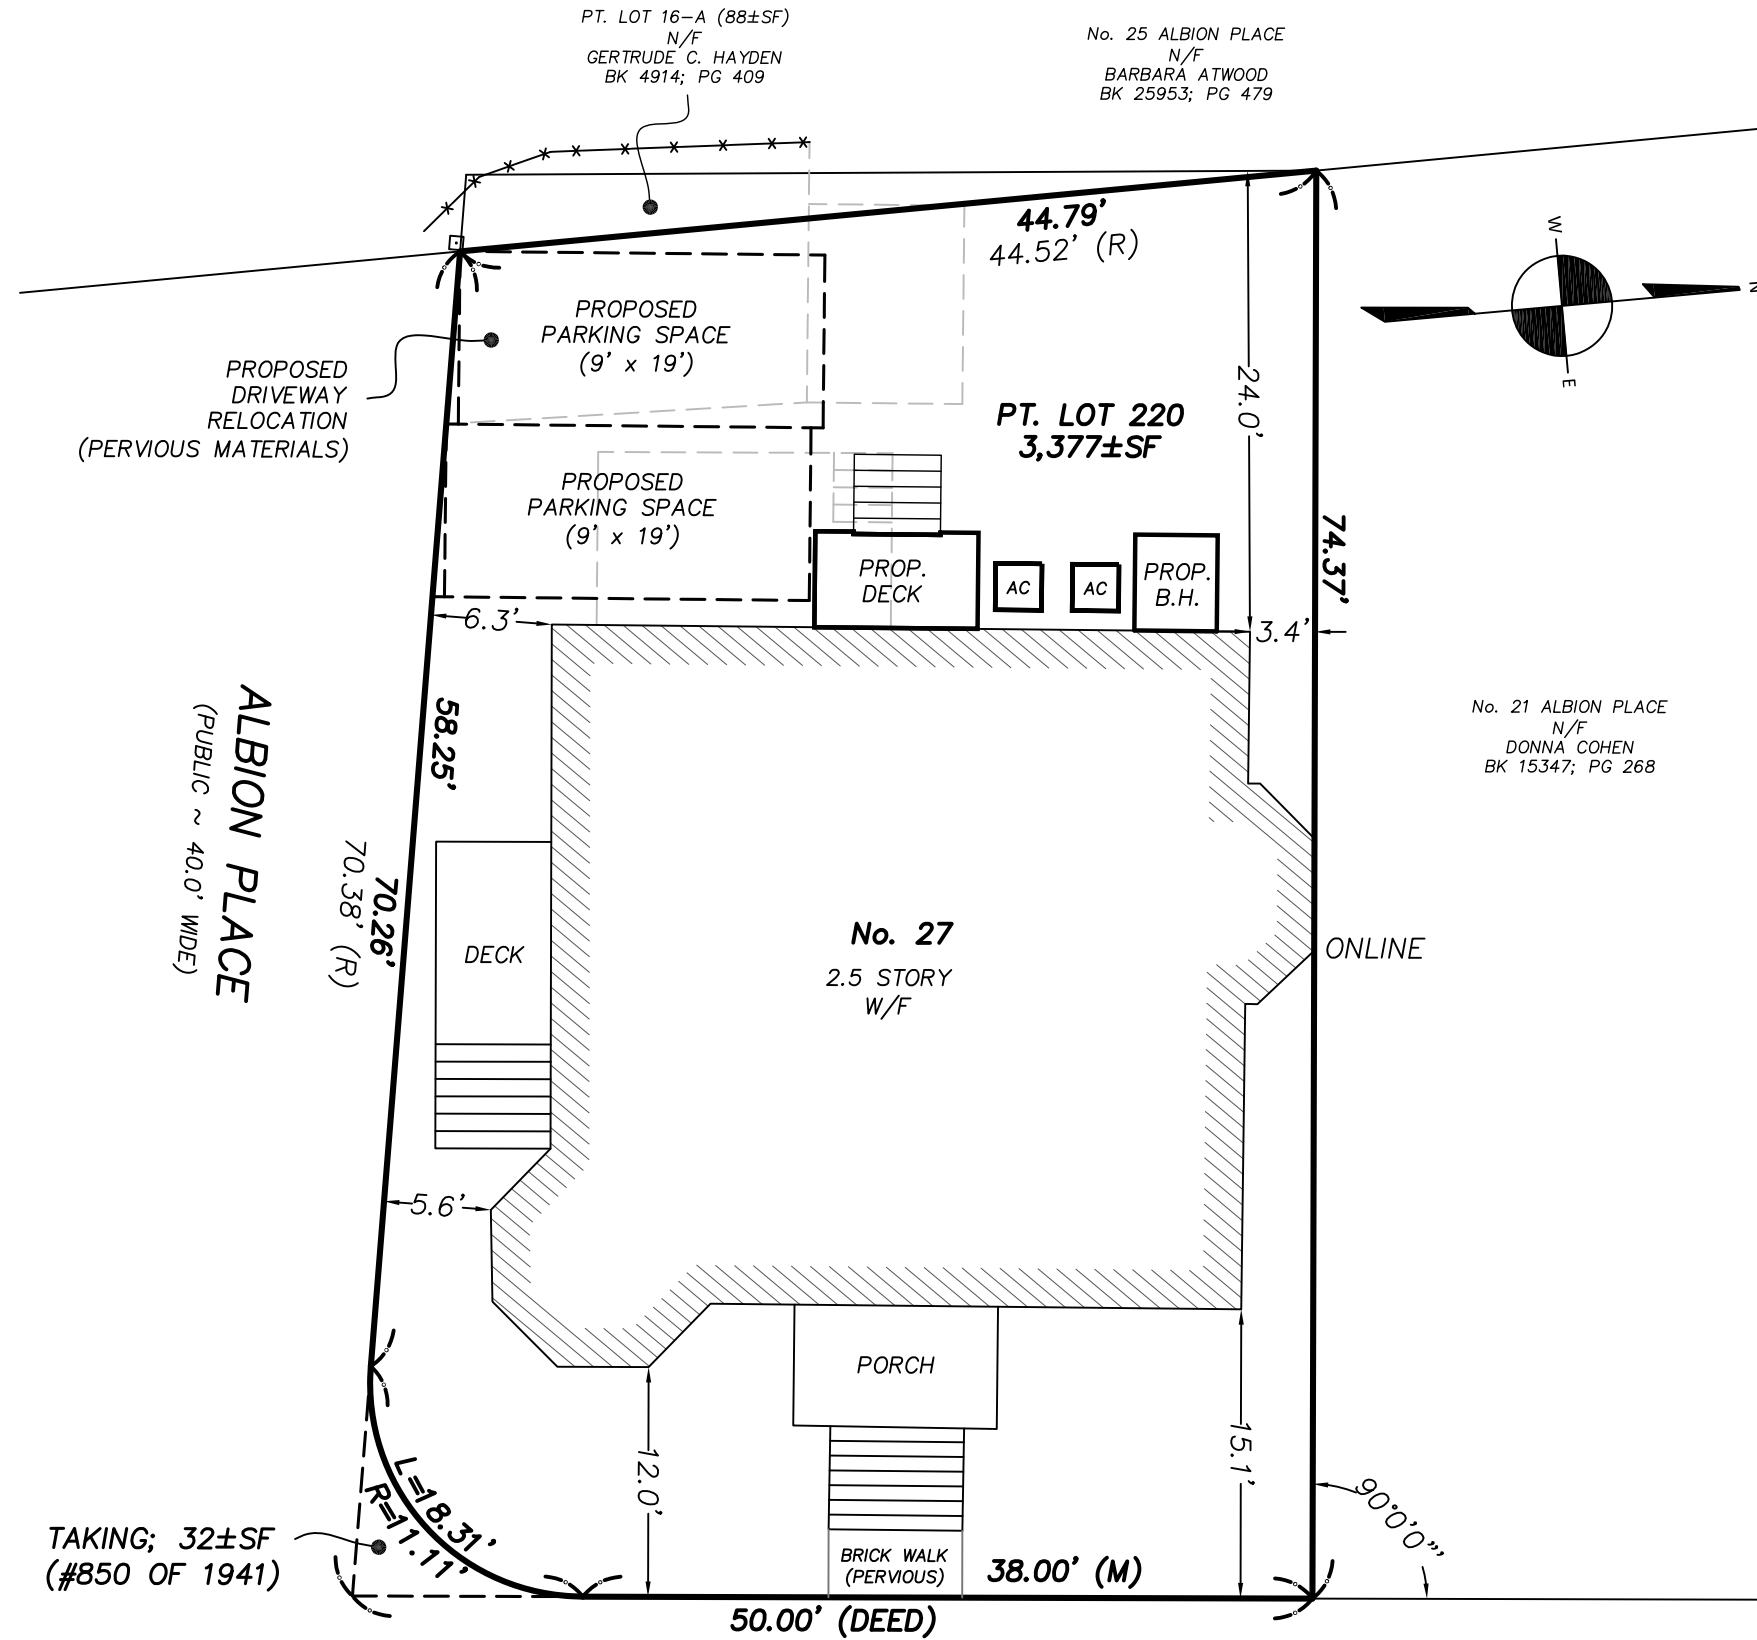 PT. LOT 16-A (88±SF)
N/F
GERTRUDE C. HAYDEN
BK 4914; PG 409
No. 25 ALBION PLACE
N/F
BARBARA ATWOOD
BK 25953; PG 479
44.79'
44.52' (R)
W
N
E
PROPOSED
PARKING SPACE
(9' x 19')
PROPOSED
DRIVEWAY
RELOCATION
(PERVIOUS MATERIALS)
24.0'
PT. LOT 220
3,377±SF
PROPOSED
PARKING SPACE
(9' x 19')
PROP.
DECK
AC
AC
PROP.
B.H.
74.37'
6.3'
3.4'
58.25'
No. 21 ALBION PLACE
N/F
DONNA COHEN
BK 15347; PG 268
ALBION PLACE
(PUBLIC ~ 40.0' WIDE)
70.26'
70.38' (R)
DECK
No. 27
2.5 STORY
W/F
ONLINE
5.6'
PORCH
12.0'
15.1'
L=18.31'
R=11.11'
90°0'0"'
TAKING; 32±SF
(#850 OF 1941)
BRICK WALK
(PERVIOUS)
38.00' (M)
50.00' (DEED)